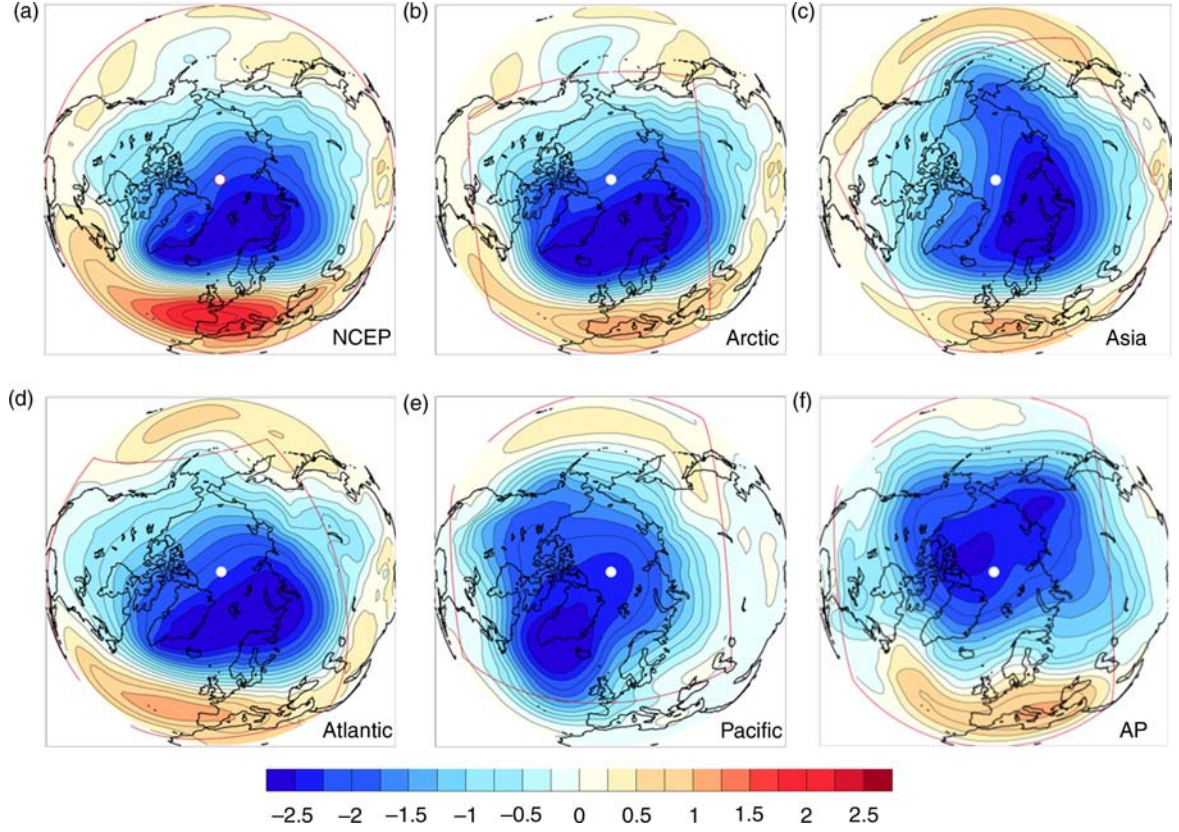 (a) (b) (c)
NCEP Arctic Asia
(d) (e) (f)
Atlantic Pacific AP
−2.5 −2 −1.5 −1 −0.5 0 0.5 1 1.5 2 2.5